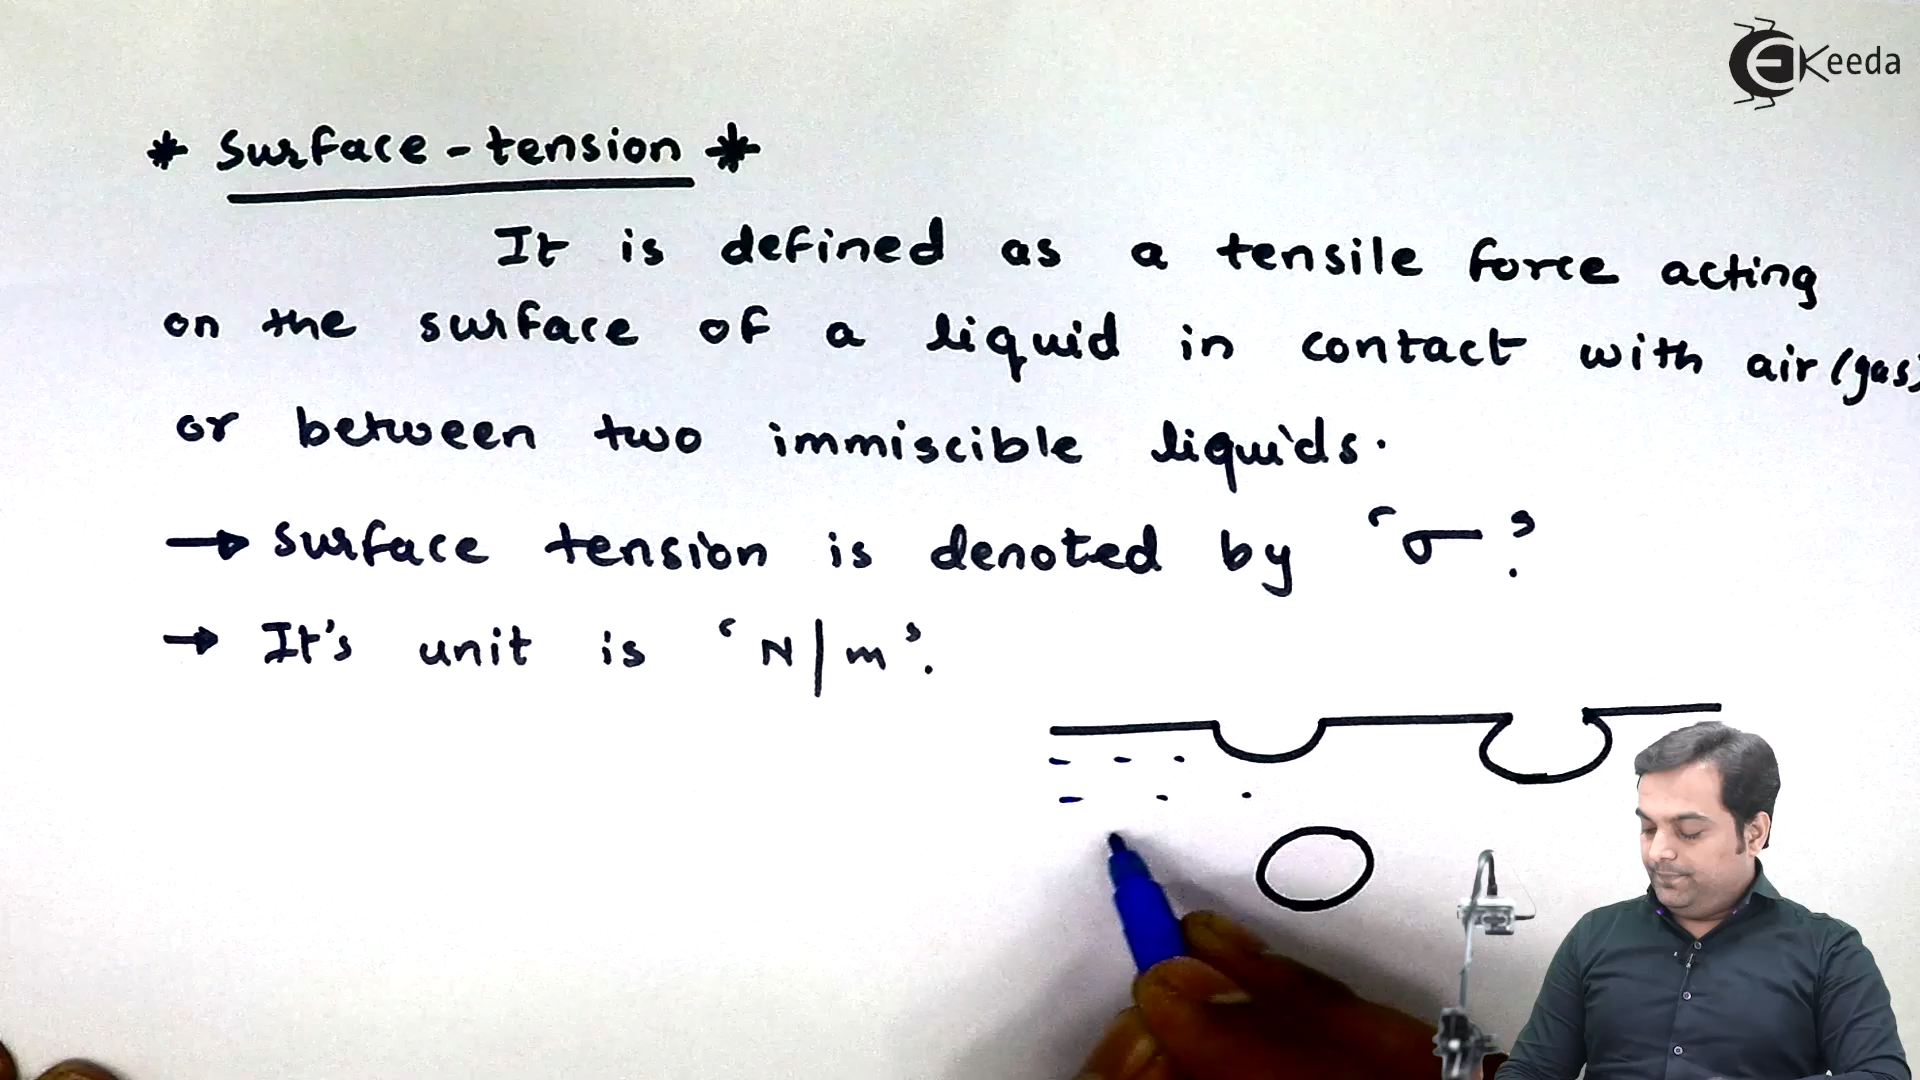 EKeeda
* Surface-tension *
It is defined as a tensile force acting
on the surface of a liquid in contact with air (gas)
or between two immiscible liquids.
→ Surface tension is denoted by ‘σ’.
→ It's unit is ‘N/m’.